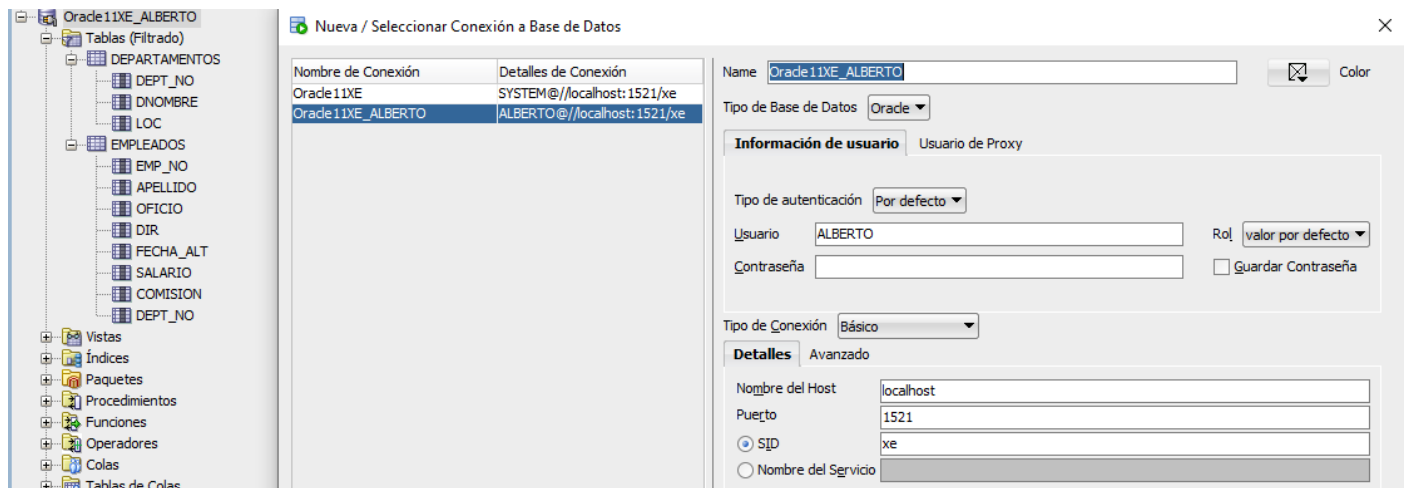 Oracle11XE_ALBERTO
Tablas (Filtrado)
DEPARTAMENTOS
DEPT_NO
DNOMBRE
LOC
EMPLEADOS
EMP_NO
APELLIDO
OFICIO
DIR
FECHA_ALT
SALARIO
COMISION
DEPT_NO
Vistas
Índices
Paquetes
Procedimientos
Funciones
Operadores
Colas
Tablas de Colas
Nueva / Seleccionar Conexión a Base de Datos
Nombre de Conexión Detalles de Conexión
Oracle11XE SYSTEM@//localhost:1521/xe
Oracle11XE_ALBERTO ALBERTO@//localhost:1521/xe
Name Oracle11XE_ALBERTO Color
Tipo de Base de Datos Oracle
Información de usuario Usuario de Proxy
Tipo de autenticación Por defecto
Usuario ALBERTO Rol valor por defecto
Contraseña Guardar Contraseña
Tipo de Conexión Básico
Detalles Avanzado
Nombre del Host localhost
Puerto 1521
SID xe
Nombre del Servicio